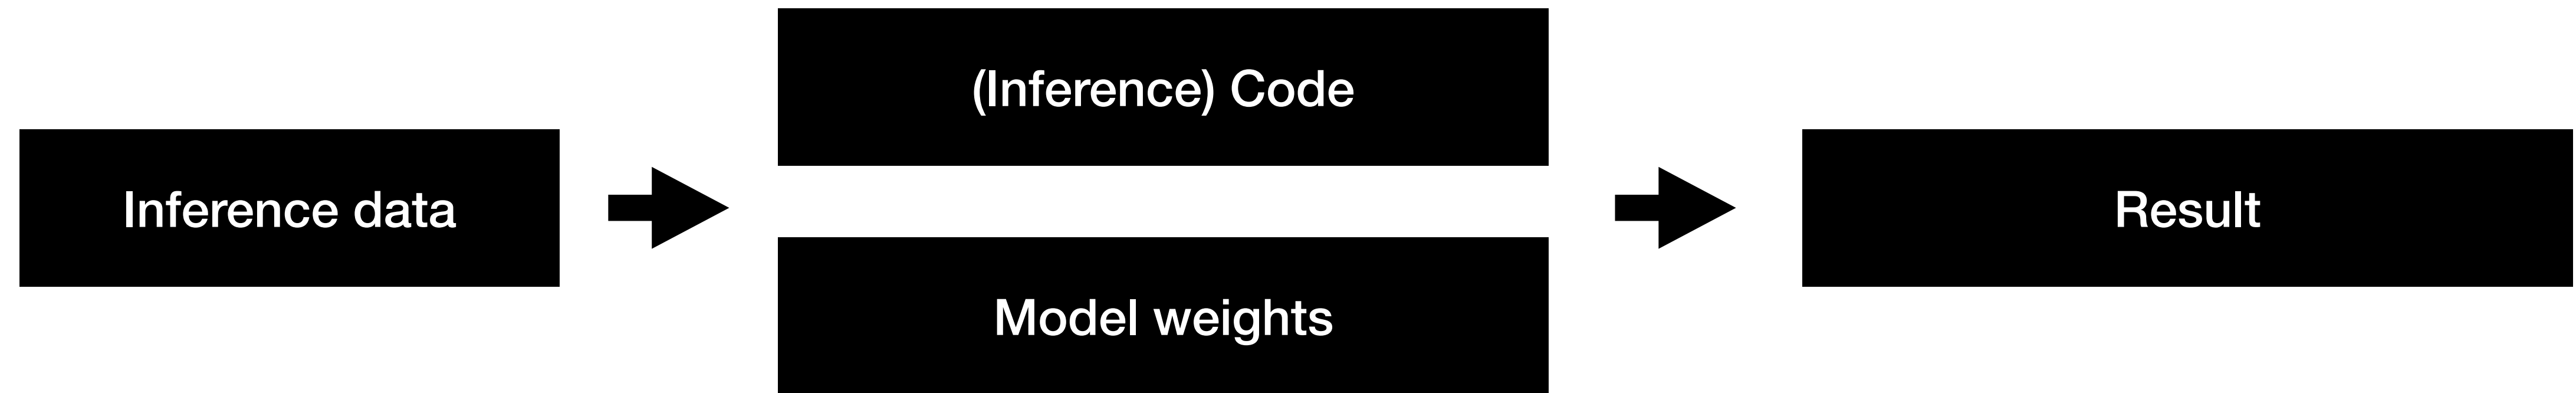 Inference data
(Inference) Code
Model weights
Result